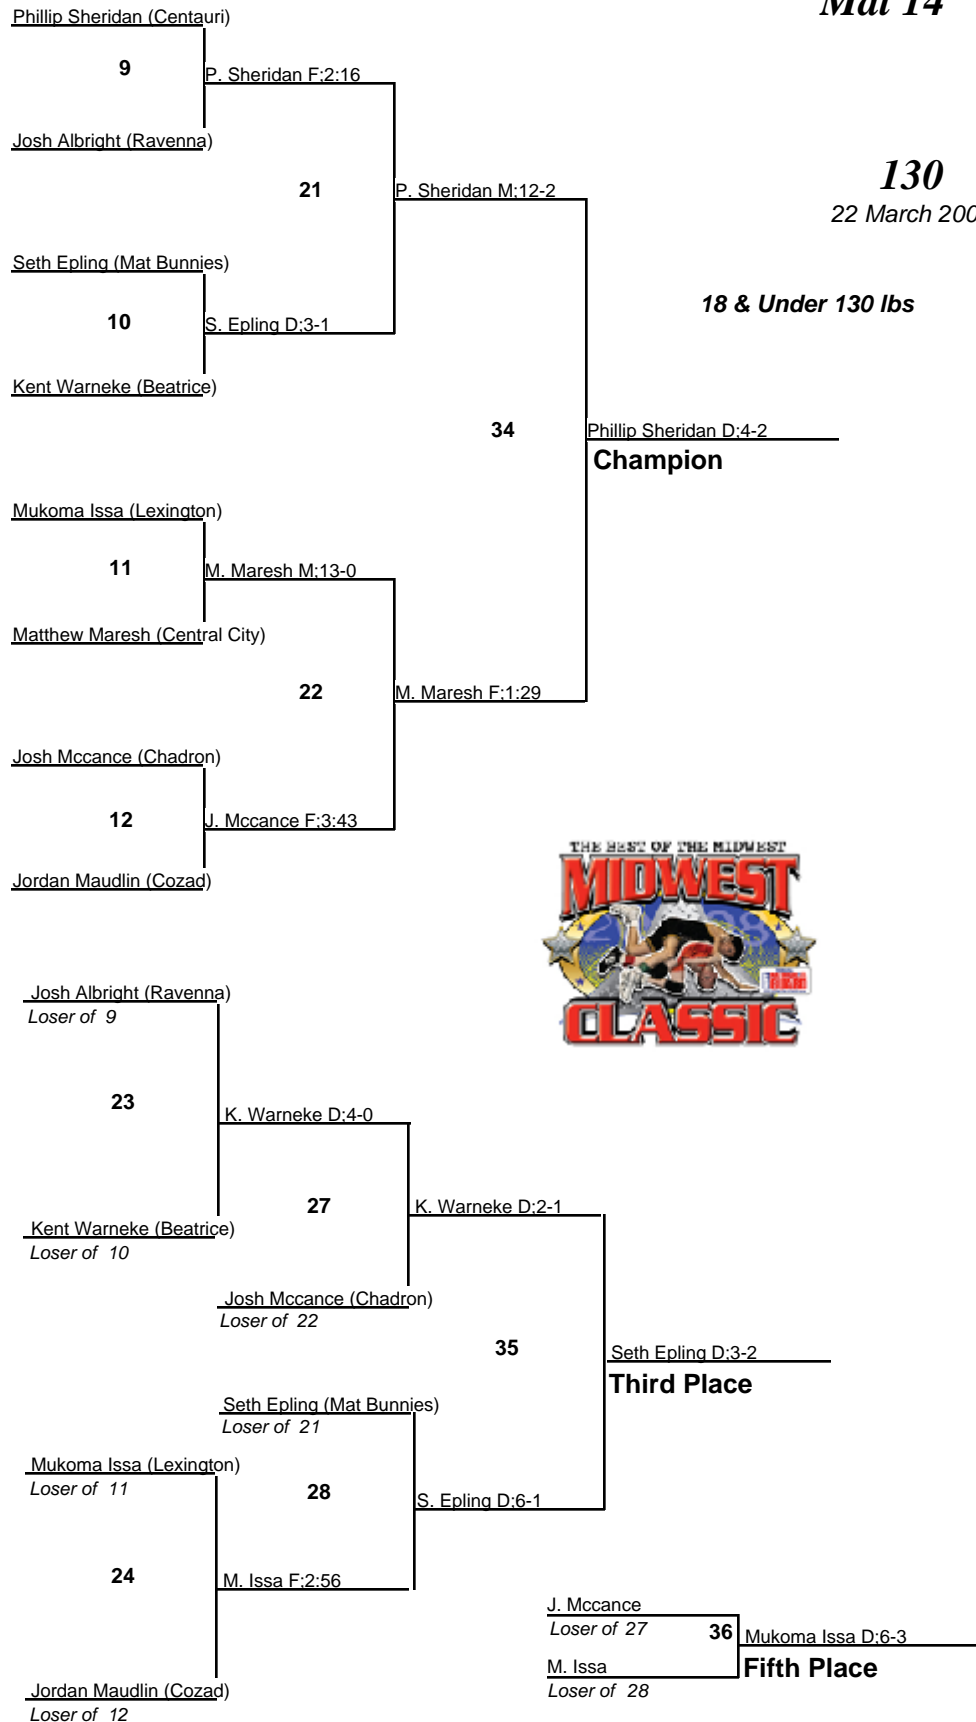 Mat 14
Phillip Sheridan (Centauri)
9
P. Sheridan F;2:16
Josh Albright (Ravenna)
21
P. Sheridan M;12-2
130
22 March 200
Seth Epling (Mat Bunnies)
10
S. Epling D;3-1
18 & Under 130 lbs
Kent Warneke (Beatrice)
34
Phillip Sheridan D;4-2
Champion
Mukoma Issa (Lexington)
11
M. Maresh M;13-0
Matthew Maresh (Central City)
22
M. Maresh F;1:29
Josh Mccance (Chadron)
12
J. Mccance F;3:43
Jordan Maudlin (Cozad)
THE BEST OF THE MIDWEST
MIDWEST
CLASSIC
Josh Albright (Ravenna)
Loser of 9
23
K. Warneke D;4-0
27
K. Warneke D;2-1
Kent Warneke (Beatrice)
Loser of 10
Josh Mccance (Chadron)
Loser of 22
35
Seth Epling D;3-2
Third Place
Seth Epling (Mat Bunnies)
Loser of 21
Mukoma Issa (Lexington)
Loser of 11
28
S. Epling D;6-1
24
M. Issa F;2:56
J. Mccance
Loser of 27
36
Mukoma Issa D;6-3
Fifth Place
M. Issa
Loser of 28
Jordan Maudlin (Cozad)
Loser of 12